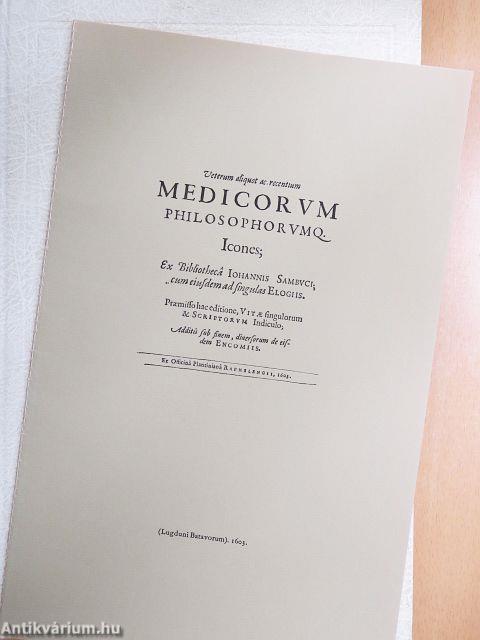 Veterum aliquot ac recentium
MEDICORVM
PHILOSOPHORVMQ.
Icones;
Ex Bibliothecâ IOHANNIS SAMBVCI;
cum eiusdem ad singulas ELOGIIS.
Præmisso hac editione, VITÆ singulorum
& SCRIPTORVM Indiculo,
Additis sub finem, diversorum de eis-
dem ENCOMIIS.
Ex Officinâ Plantinianâ RAPHELENGII, 1603.
(Lugduni Batavorum). 1603.
Antikvárium.hu